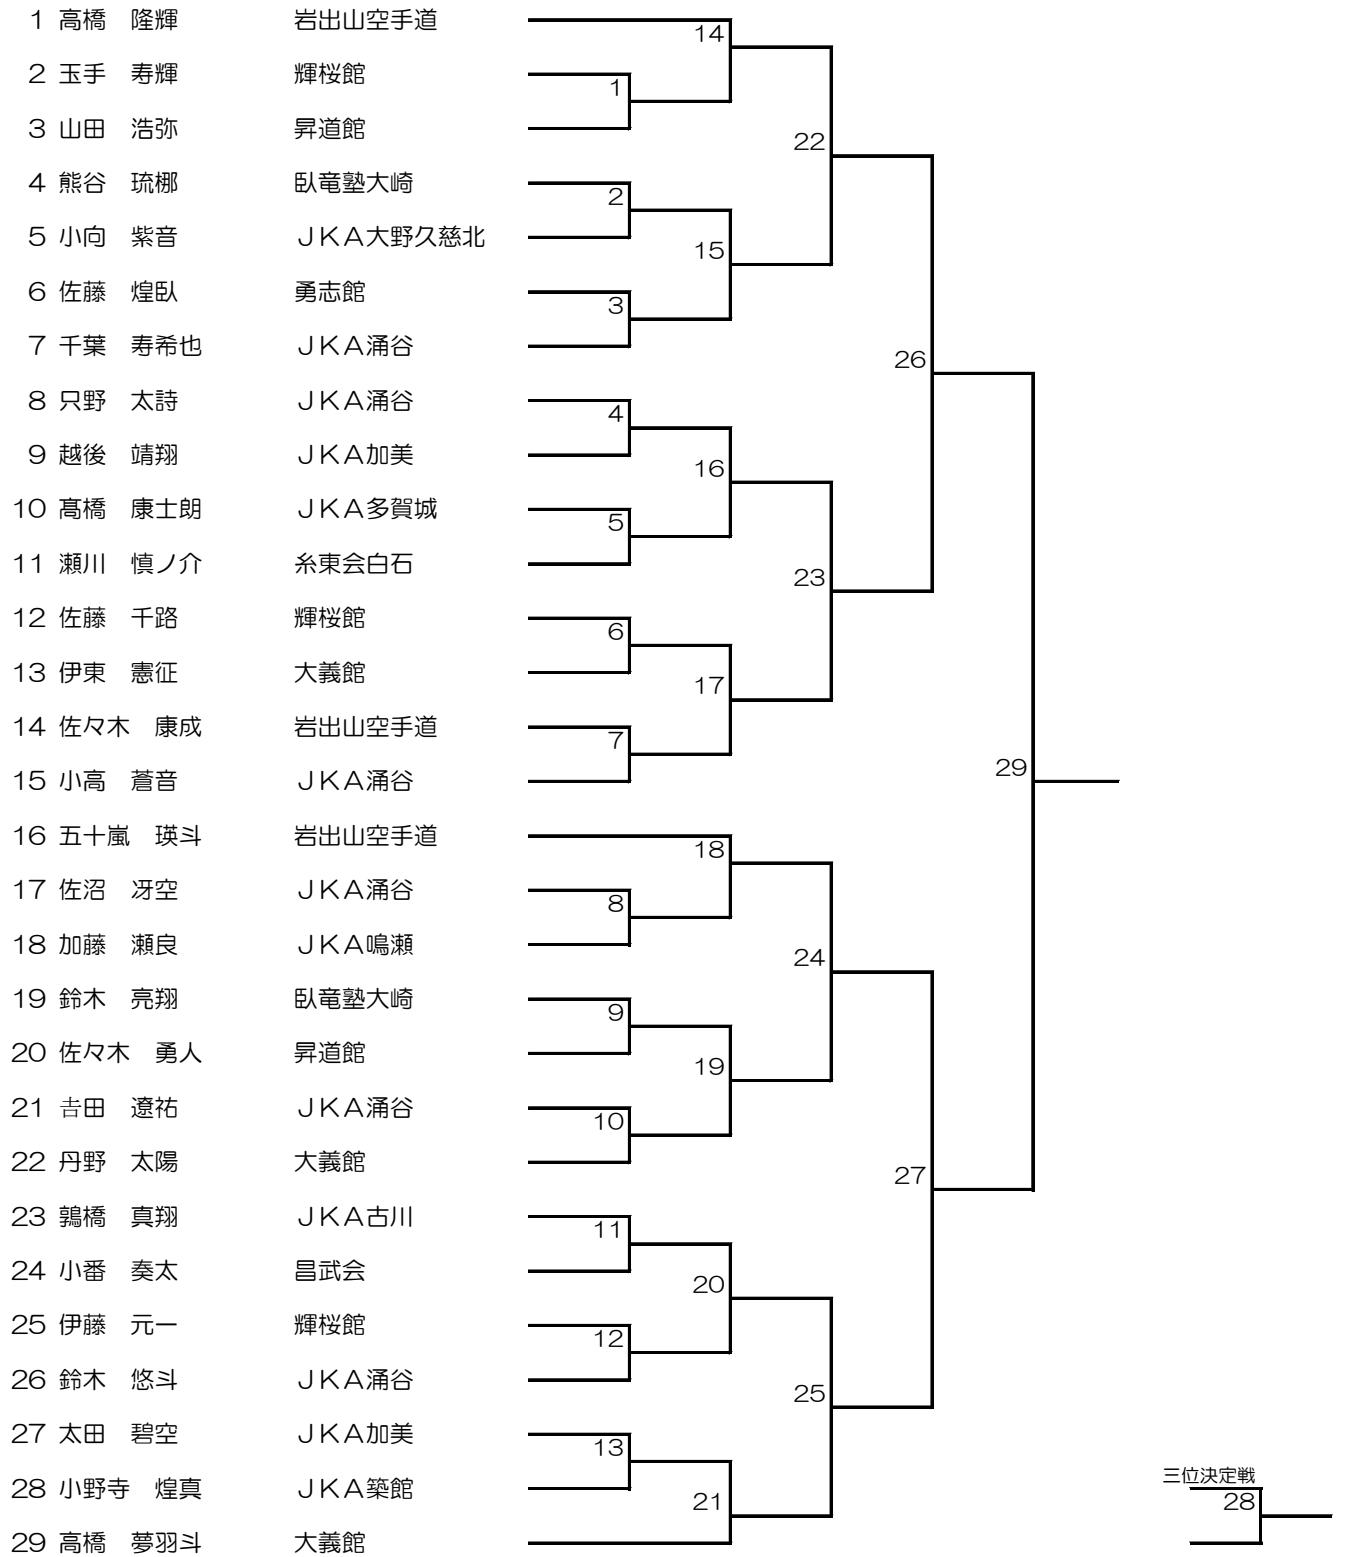 1 高橋　隆輝 岩出山空手道
14
2 玉手　寿輝 輝桜館
1
3 山田　浩弥 昇道館
22
4 熊谷　琉梛 臥竜塾大崎
2
5 小向　紫音 ＪＫＡ大野久慈北
15
6 佐藤　煌臥 勇志館
3
7 千葉　寿希也 ＪＫＡ涌谷
26
8 只野　太詩 ＪＫＡ涌谷
4
9 越後　靖翔 ＪＫＡ加美
16
10 髙橋　康士朗 ＪＫＡ多賀城
5
11 瀬川　慎ノ介 糸東会白石
23
12 佐藤　千路 輝桜館
6
13 伊東　憲征 大義館
17
14 佐々木　康成 岩出山空手道
7
15 小高　蒼音 ＪＫＡ涌谷
29
16 五十嵐　瑛斗 岩出山空手道
18
17 佐沼　冴空 ＪＫＡ涌谷
8
18 加藤　瀬良 ＪＫＡ鳴瀬
24
19 鈴木　亮翔 臥竜塾大崎
9
20 佐々木　勇人 昇道館
19
21 𠮷田　遼祐 ＪＫＡ涌谷
10
22 丹野　太陽 大義館
27
23 鶉橋　真翔 ＪＫＡ古川
11
24 小番　奏太 昌武会
20
25 伊藤　元一 輝桜館
12
26 鈴木　悠斗 ＪＫＡ涌谷
25
27 太田　碧空 ＪＫＡ加美
13
三位決定戦
28 小野寺　煌真 ＪＫＡ築館
21
28
29 高橋　夢羽斗 大義館